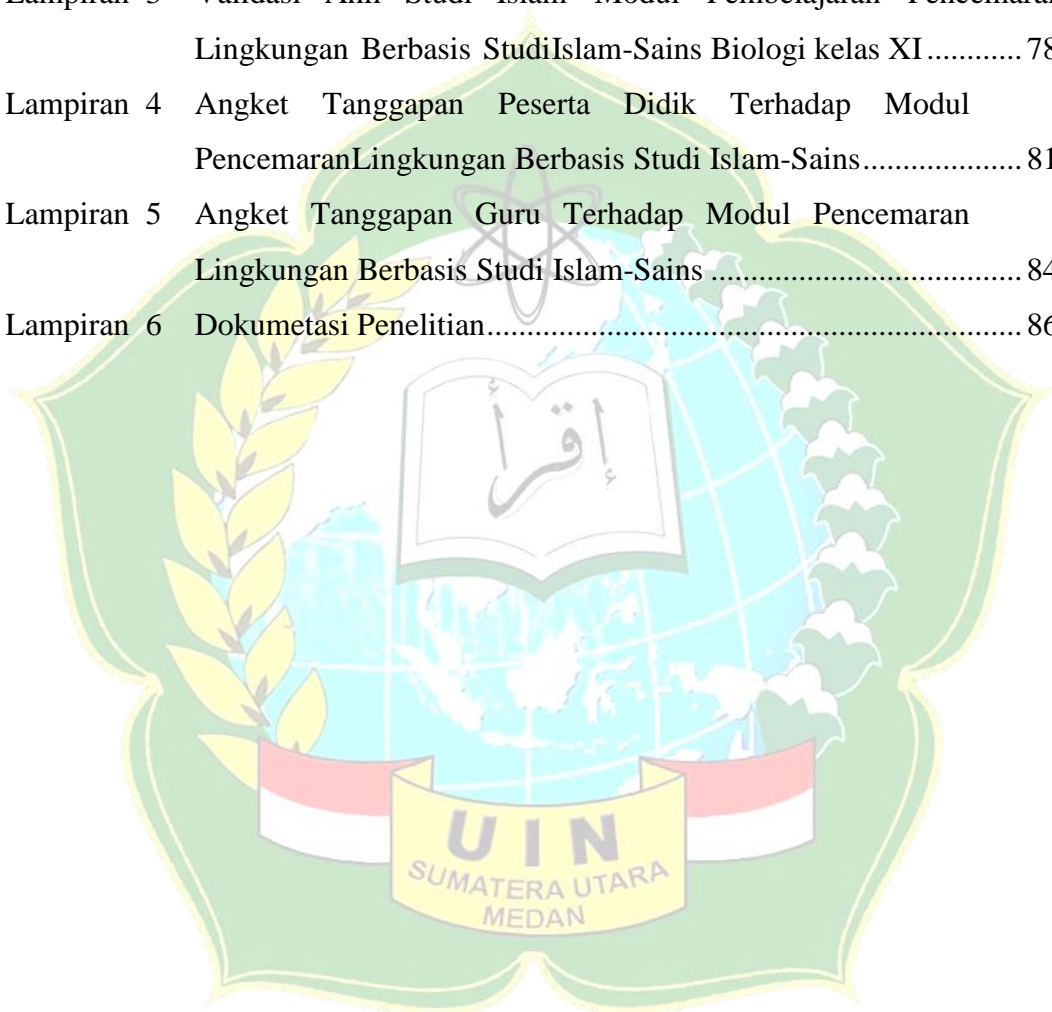 Lampiran 3 Validasi Ahli Studi Islam Modul Pembelajaran Pencemaran
Lingkungan Berbasis StudiIslam-Sains Biologi kelas XI............ 78
Lampiran 4 Angket Tanggapan Peserta Didik Terhadap Modul
PencemaranLingkungan Berbasis Studi Islam-Sains.................... 81
Lampiran 5 Angket Tanggapan Guru Terhadap Modul Pencemaran
Lingkungan Berbasis Studi Islam-Sains ....................................... 84
Lampiran 6 Dokumetasi Penelitian................................................................... 86
إقرأ
UIN
SUMATERA UTARA
MEDAN